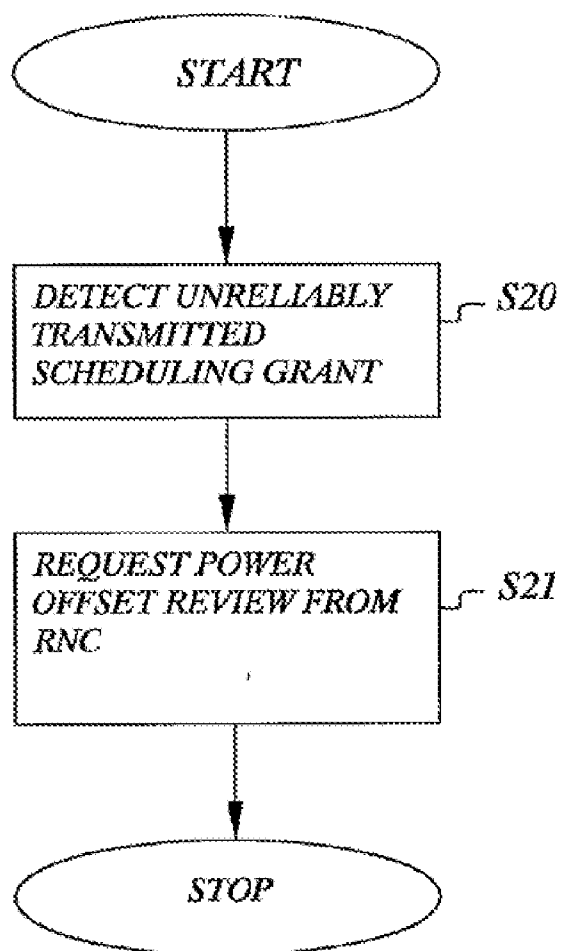 START
DETECT UNRELIABLY
TRANSMITTED
SCHEDULING GRANT
S20
REQUEST POWER
OFFSET REVIEW FROM
RNC
S21
STOP